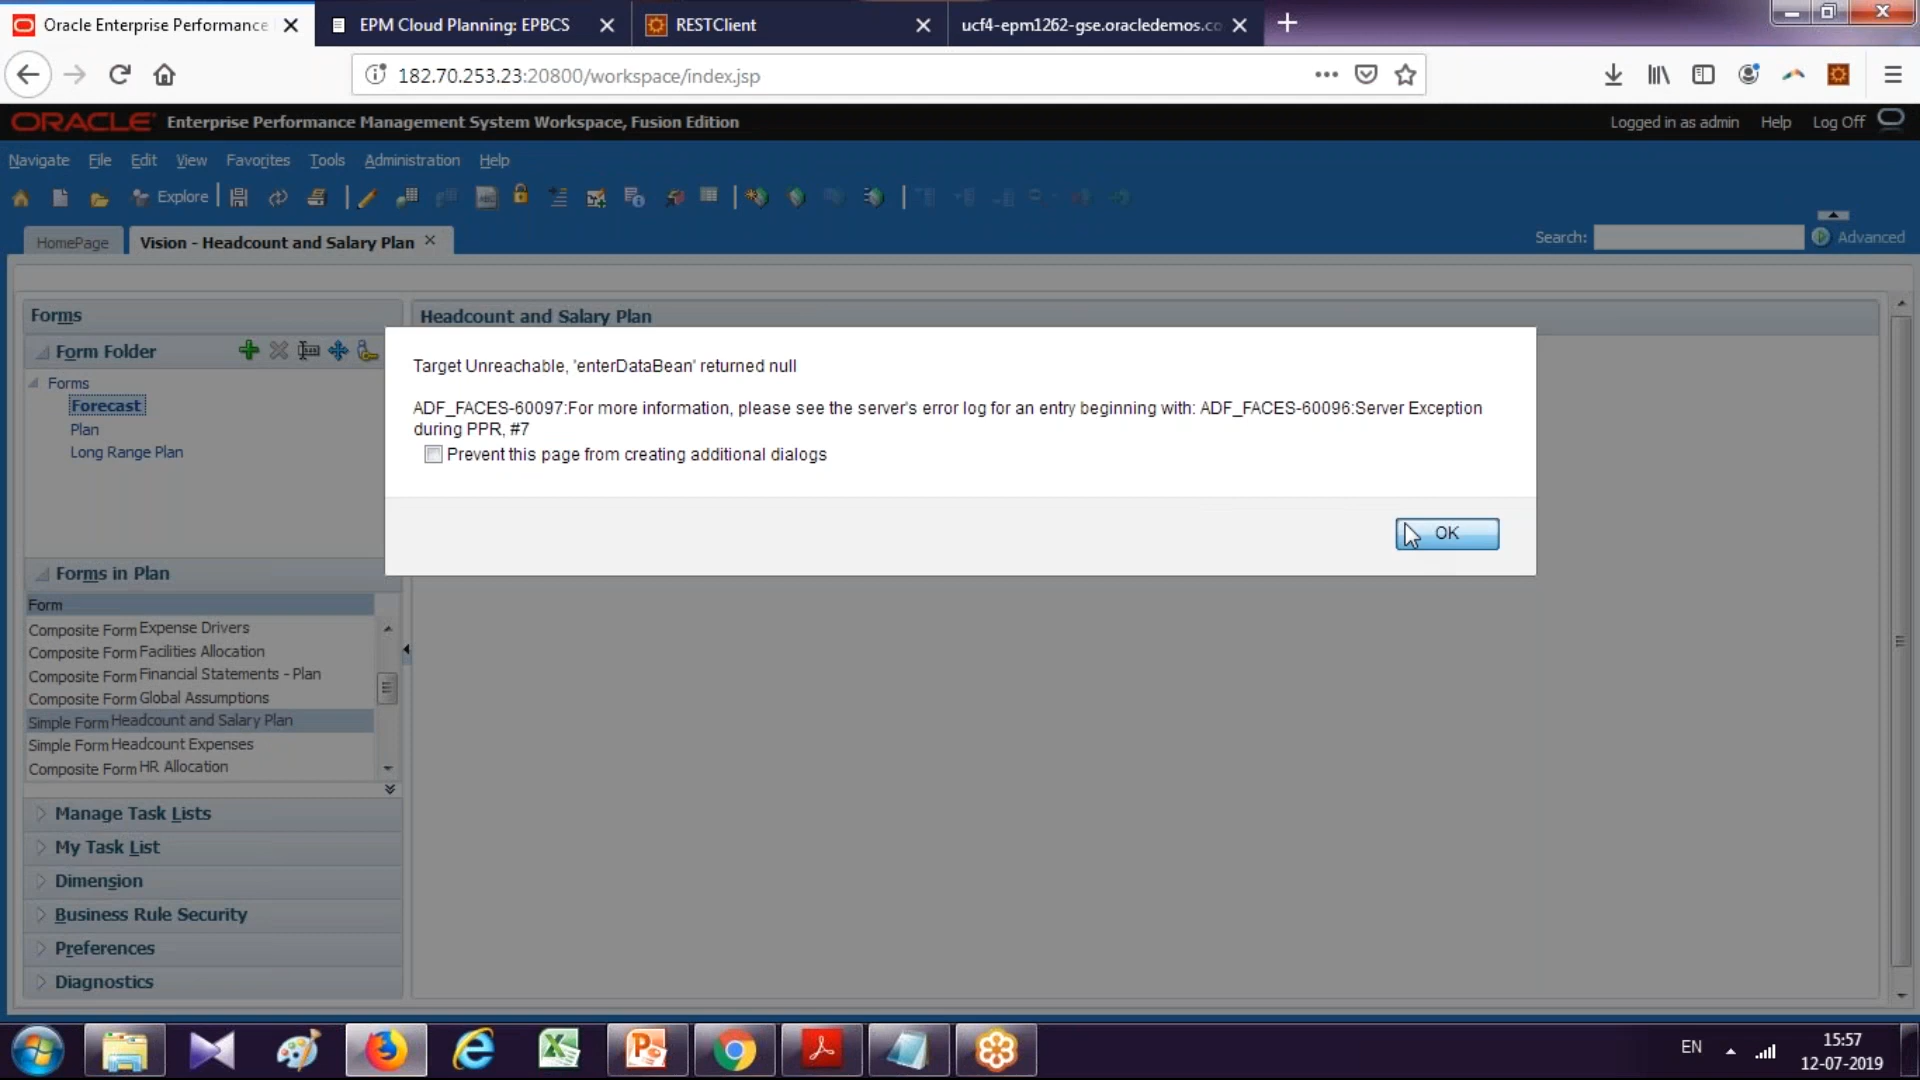 Oracle Enterprise Performance
EPM Cloud Planning: EPBCS
RESTClient
ucf4-epm1262-gse.oracledemos.co
182.70.253.23:20800/workspace/index.jsp
ORACLE Enterprise Performance Management System Workspace, Fusion Edition
Logged in as admin Help Log Off
Navigate File Edit View Favorites Tools Administration Help
Explore
HomePage
Vision - Headcount and Salary Plan
Search:
Advanced
Forms
Headcount and Salary Plan
Form Folder
Forms
Forecast
Plan
Long Range Plan
Target Unreachable, 'enterDataBean' returned null
ADF_FACES-60097:For more information, please see the server's error log for an entry beginning with: ADF_FACES-60096:Server Exception
during PPR, #7
Prevent this page from creating additional dialogs
OK
Forms in Plan
Form
Composite Form Expense Drivers
Composite Form Facilities Allocation
Composite Form Financial Statements - Plan
Composite Form Global Assumptions
Simple Form Headcount and Salary Plan
Simple Form Headcount Expenses
Composite Form HR Allocation
Manage Task Lists
My Task List
Dimension
Business Rule Security
Preferences
Diagnostics
EN
15:57
12-07-2019